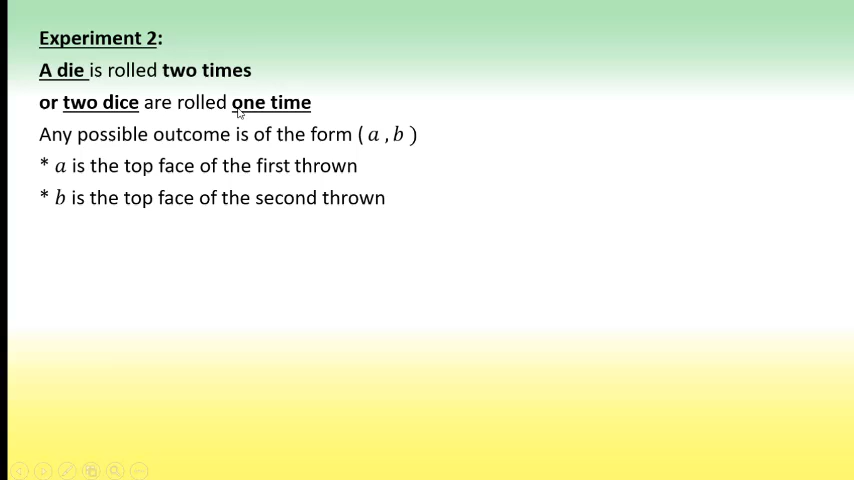 Experiment 2:
A die is rolled two times
or two dice are rolled one time
Any possible outcome is of the form ( a , b )
* a is the top face of the first thrown
* b is the top face of the second thrown